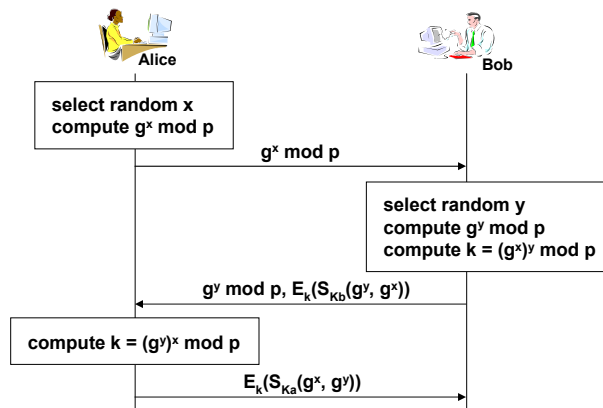 Alice
Bob
select random x
compute gˣ mod p
gˣ mod p
select random y
compute gʸ mod p
compute k = (gˣ)ʸ mod p
gʸ mod p, Eₖ(S_Kb(gʸ, gˣ))
compute k = (gʸ)ˣ mod p
Eₖ(S_Ka(gˣ, gʸ))